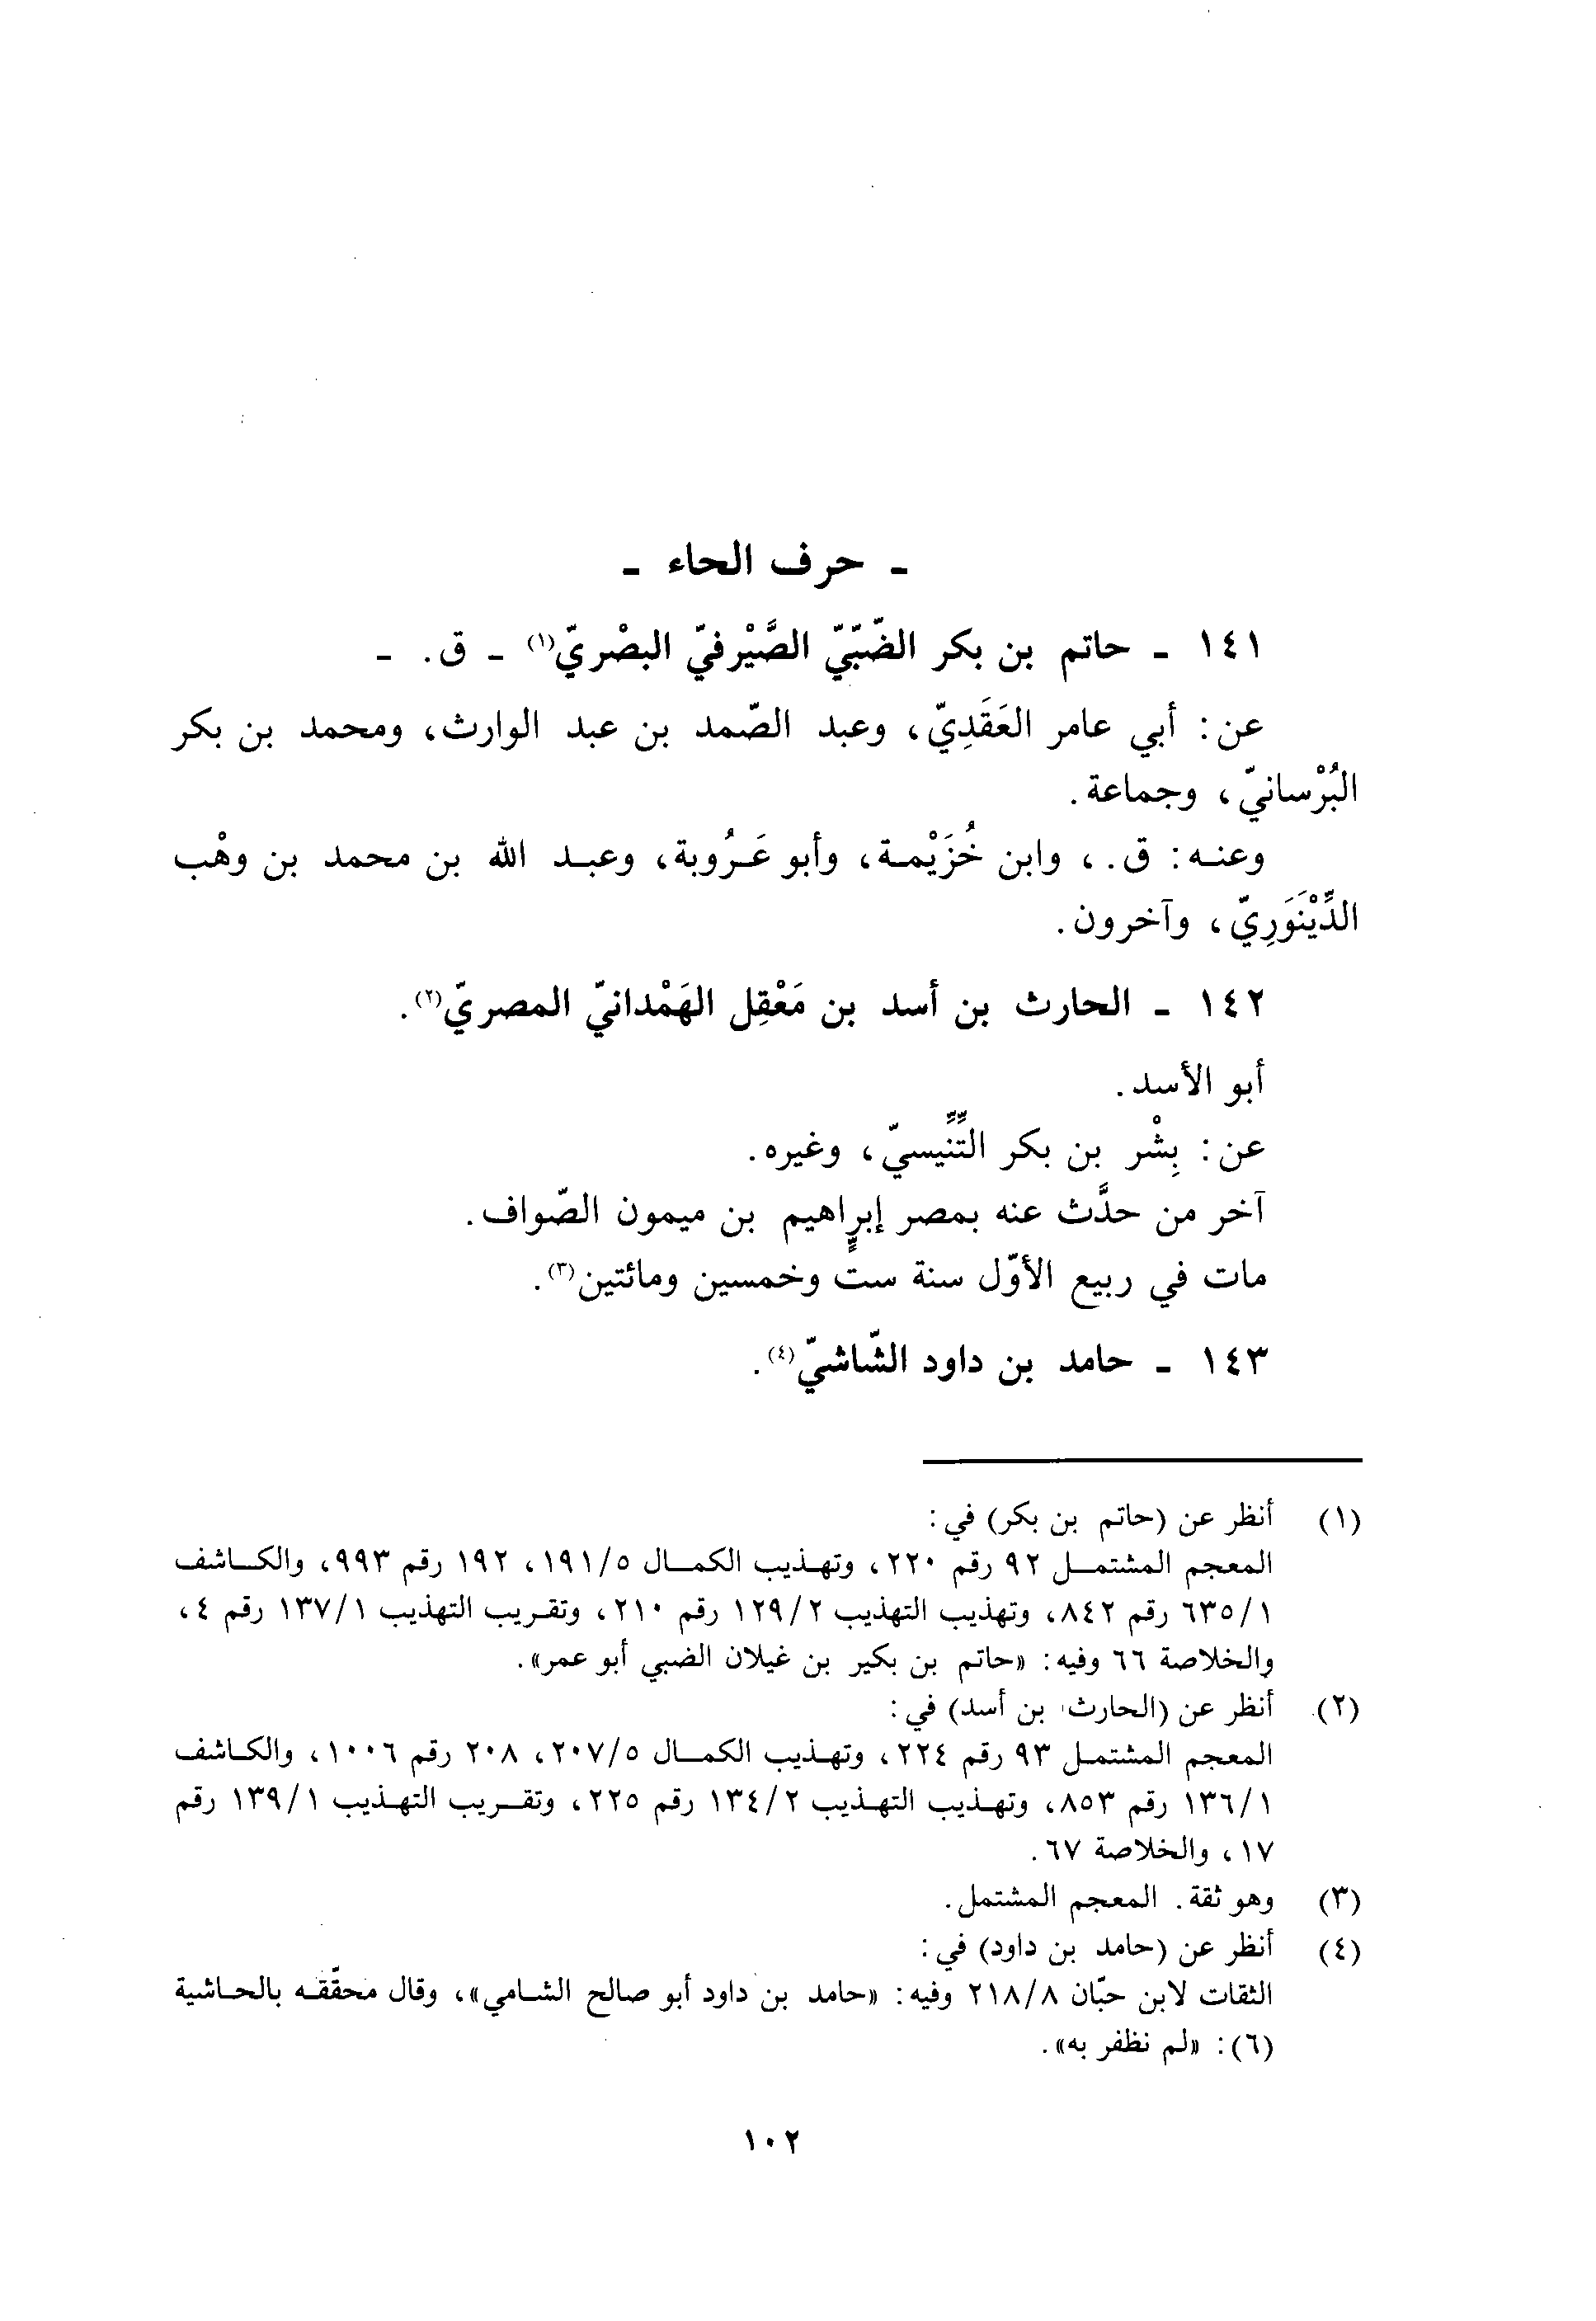 - حرف الحاء -
١٤١ - حاتم بن بكر الضّبّيّ الصَّيْرفيّ البصْريّ(١) - ق. -
عن: أبي عامر العَقَدِيّ، وعبد الصّمد بن عبد الوارث، ومحمد بن بكر
البُرْسانيّ، وجماعة.
وعنه: ق.، وابن خُزَيْمة، وأبو عَرُوبة، وعبد الله بن محمد بن وهْب
الدِّيْنَوَرِيّ، وآخرون.
١٤٢ - الحارث بن أسد بن مَعْقِل الهَمْدانيّ المصريّ(٢).
أبو الأسد.
عن: بِشْر بن بكر التِّنِّيسيّ، وغيره.
آخر من حدَّث عنه بمصر إبراهيم بن ميمون الصّواف.
مات في ربيع الأوّل سنة ستٍّ وخمسين ومائتين(٣).
١٤٣ - حامد بن داود الشّاشيّ(٤).
(١) أنظر عن (حاتم بن بكر) في:
المعجم المشتمل ٩٢ رقم ٢٢٠، وتهذيب الكمال ١٩١/٥، ١٩٢ رقم ٩٩٣، والكاشف
٦٣٥/١ رقم ٨٤٢، وتهذيب التهذيب ١٢٩/٢ رقم ٢١٠، وتقريب التهذيب ١٣٧/١ رقم ٤،
والخلاصة ٦٦ وفيه: «حاتم بن بكير بن غيلان الضبي أبو عمر».
(٢) أنظر عن (الحارث بن أسد) في:
المعجم المشتمل ٩٣ رقم ٢٢٤، وتهذيب الكمال ٢٠٧/٥، ٢٠٨ رقم ١٠٠٦، والكاشف
١٣٦/١ رقم ٨٥٣، وتهذيب التهذيب ١٣٤/٢ رقم ٢٢٥، وتقريب التهذيب ١٣٩/١ رقم
١٧، والخلاصة ٦٧.
(٣) وهو ثقة. المعجم المشتمل.
(٤) أنظر عن (حامد بن داود) في:
الثقات لابن حبّان ٢١٨/٨ وفيه: «حامد بن داود أبو صالح الشامي»، وقال محقّقه بالحاشية
(٦): «لم نظفر به».
١٠٢